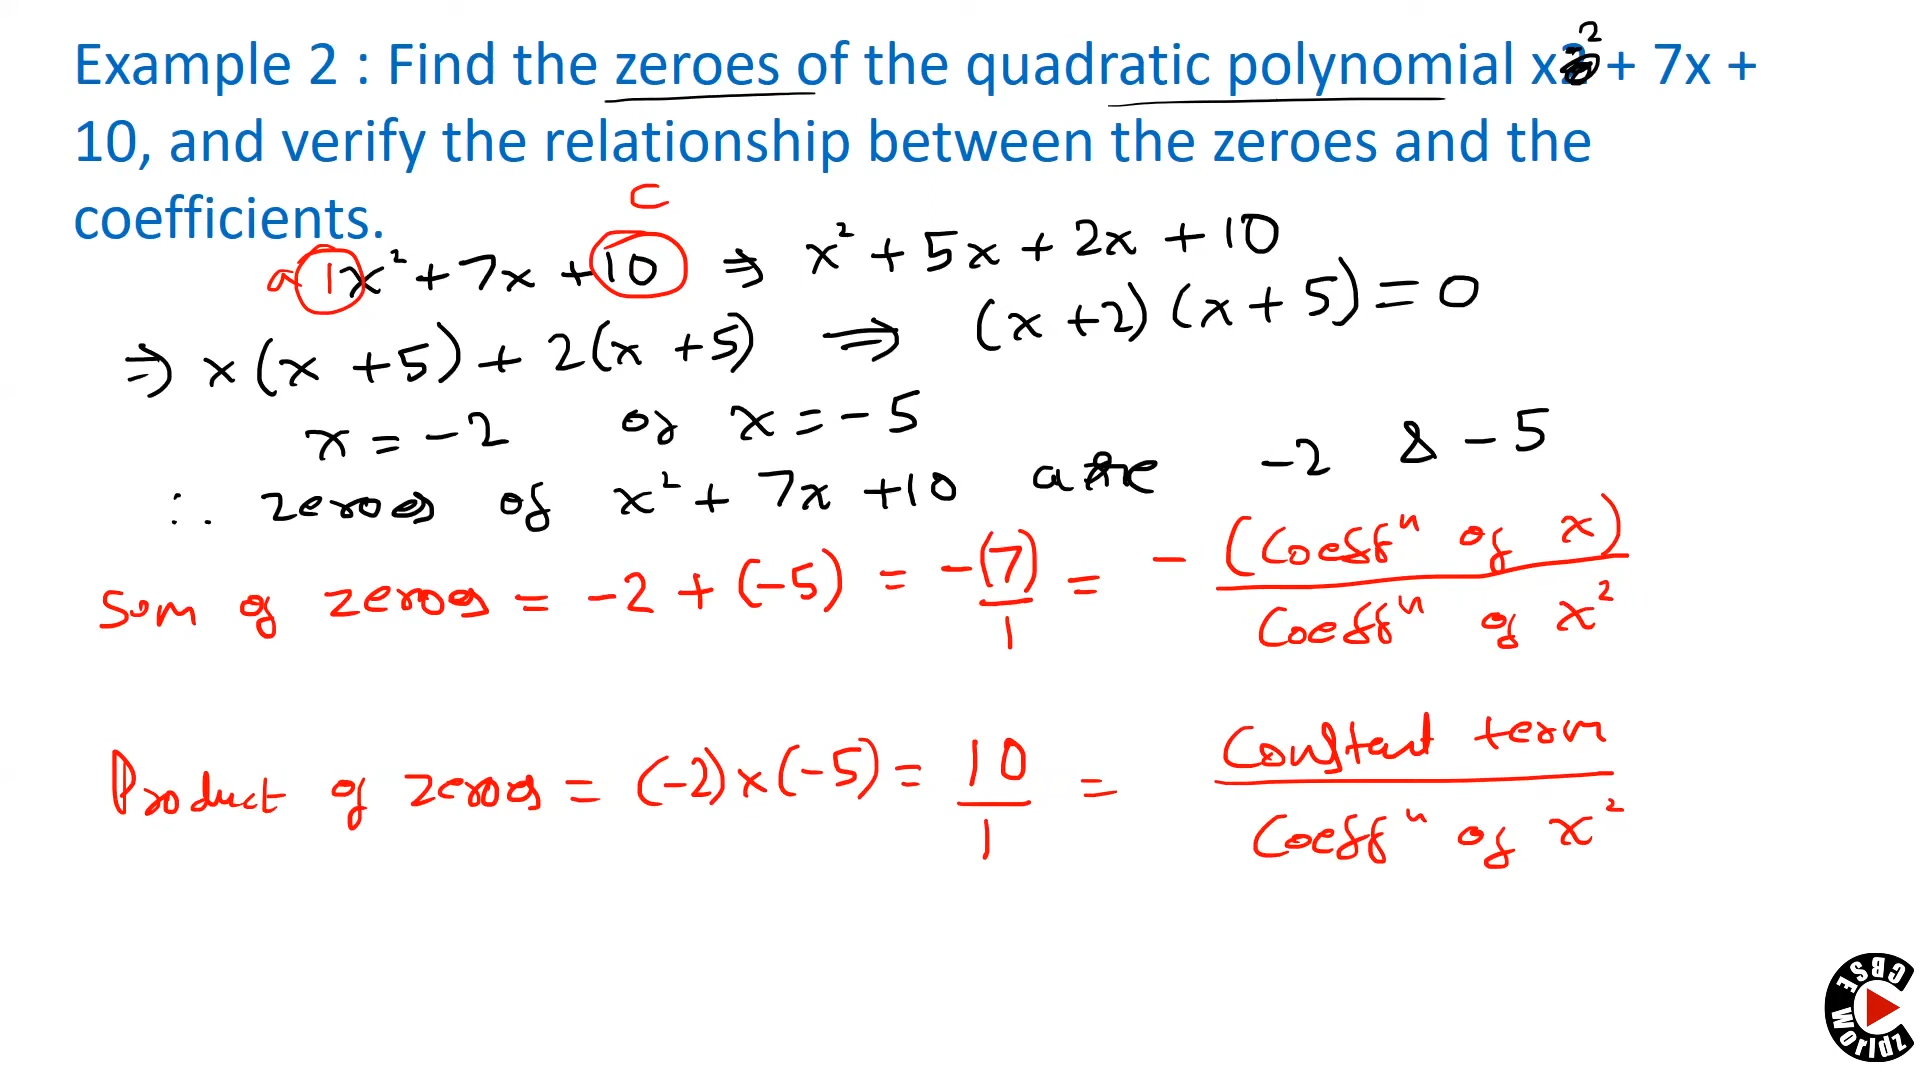 Example 2 : Find the zeroes of the quadratic polynomial x² + 7x +
10, and verify the relationship between the zeroes and the
coefficients.
c
a 1x² + 7x + 10 ⇒ x² + 5x + 2x + 10
⇒ x(x + 5) + 2(x + 5) ⇒ (x + 2)(x + 5) = 0
x = -2 or x = -5
∴ zeroes of x² + 7x + 10 are -2 & -5
Sum of zeroes = -2 + (-5) = -(7)/1 = - (Coeffⁿ of x)/Coeffⁿ of x²
Product of zeroes = (-2) x (-5) = 10/1 = Constant term/Coeffⁿ of x²
CBSE Worldz